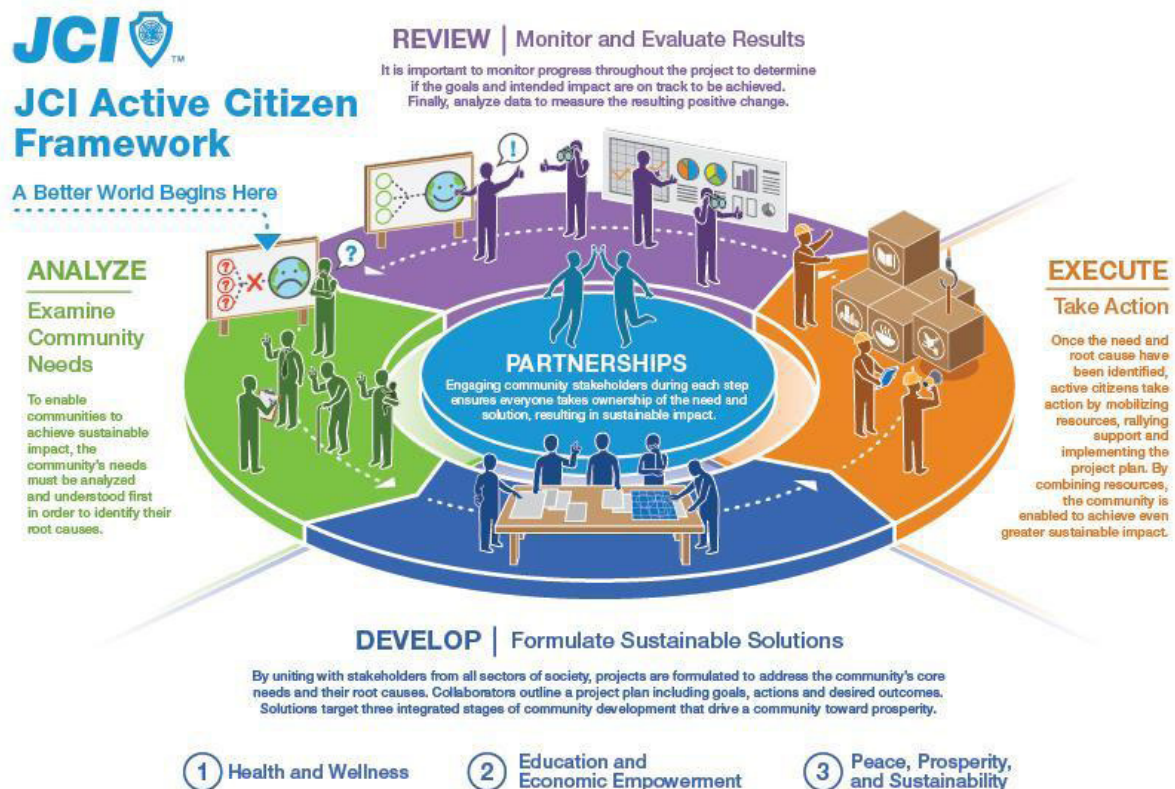 JCI
TM
JCI Active Citizen
Framework
A Better World Begins Here
REVIEW | Monitor and Evaluate Results
It is important to monitor progress throughout the project to determine
if the goals and intended impact are on track to be achieved.
Finally, analyze data to measure the resulting positive change.
!
?
?
?
?
X
ANALYZE
Examine
Community
Needs
To enable
communities to
achieve sustainable
impact, the
community's needs
must be analyzed
and understood first
in order to identify their
root causes.
PARTNERSHIPS
Engaging community stakeholders during each step
ensures everyone takes ownership of the need and
solution, resulting in sustainable impact.
EXECUTE
Take Action
Once the need and
root cause have
been identified,
active citizens take
action by mobilizing
resources, rallying
support and
implementing the
project plan. By
combining resources,
the community is
enabled to achieve even
greater sustainable impact.
DEVELOP | Formulate Sustainable Solutions
By uniting with stakeholders from all sectors of society, projects are formulated to address the community's core
needs and their root causes. Collaborators outline a project plan including goals, actions and desired outcomes.
Solutions target three integrated stages of community development that drive a community toward prosperity.
1 Health and Wellness
2 Education and
Economic Empowerment
3 Peace, Prosperity,
and Sustainability